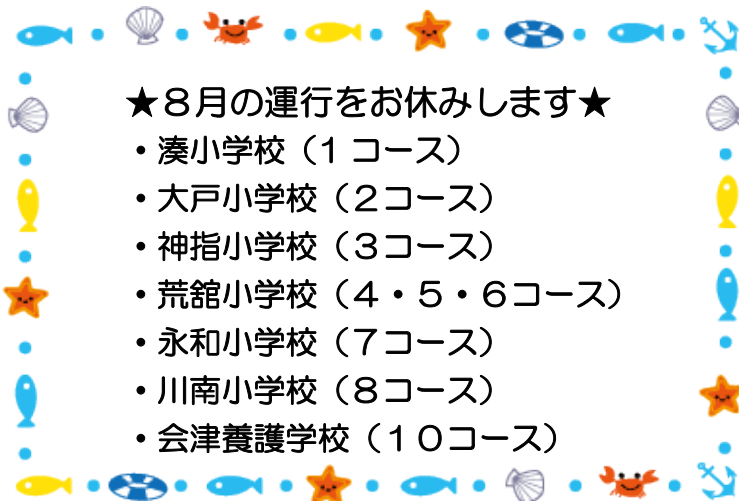 ★８月の運行をお休みします★
・湊小学校（１コース）
・大戸小学校（２コース）
・神指小学校（３コース）
・荒舘小学校（４・５・６コース）
・永和小学校（７コース）
・川南小学校（８コース）
・会津養護学校（１０コース）